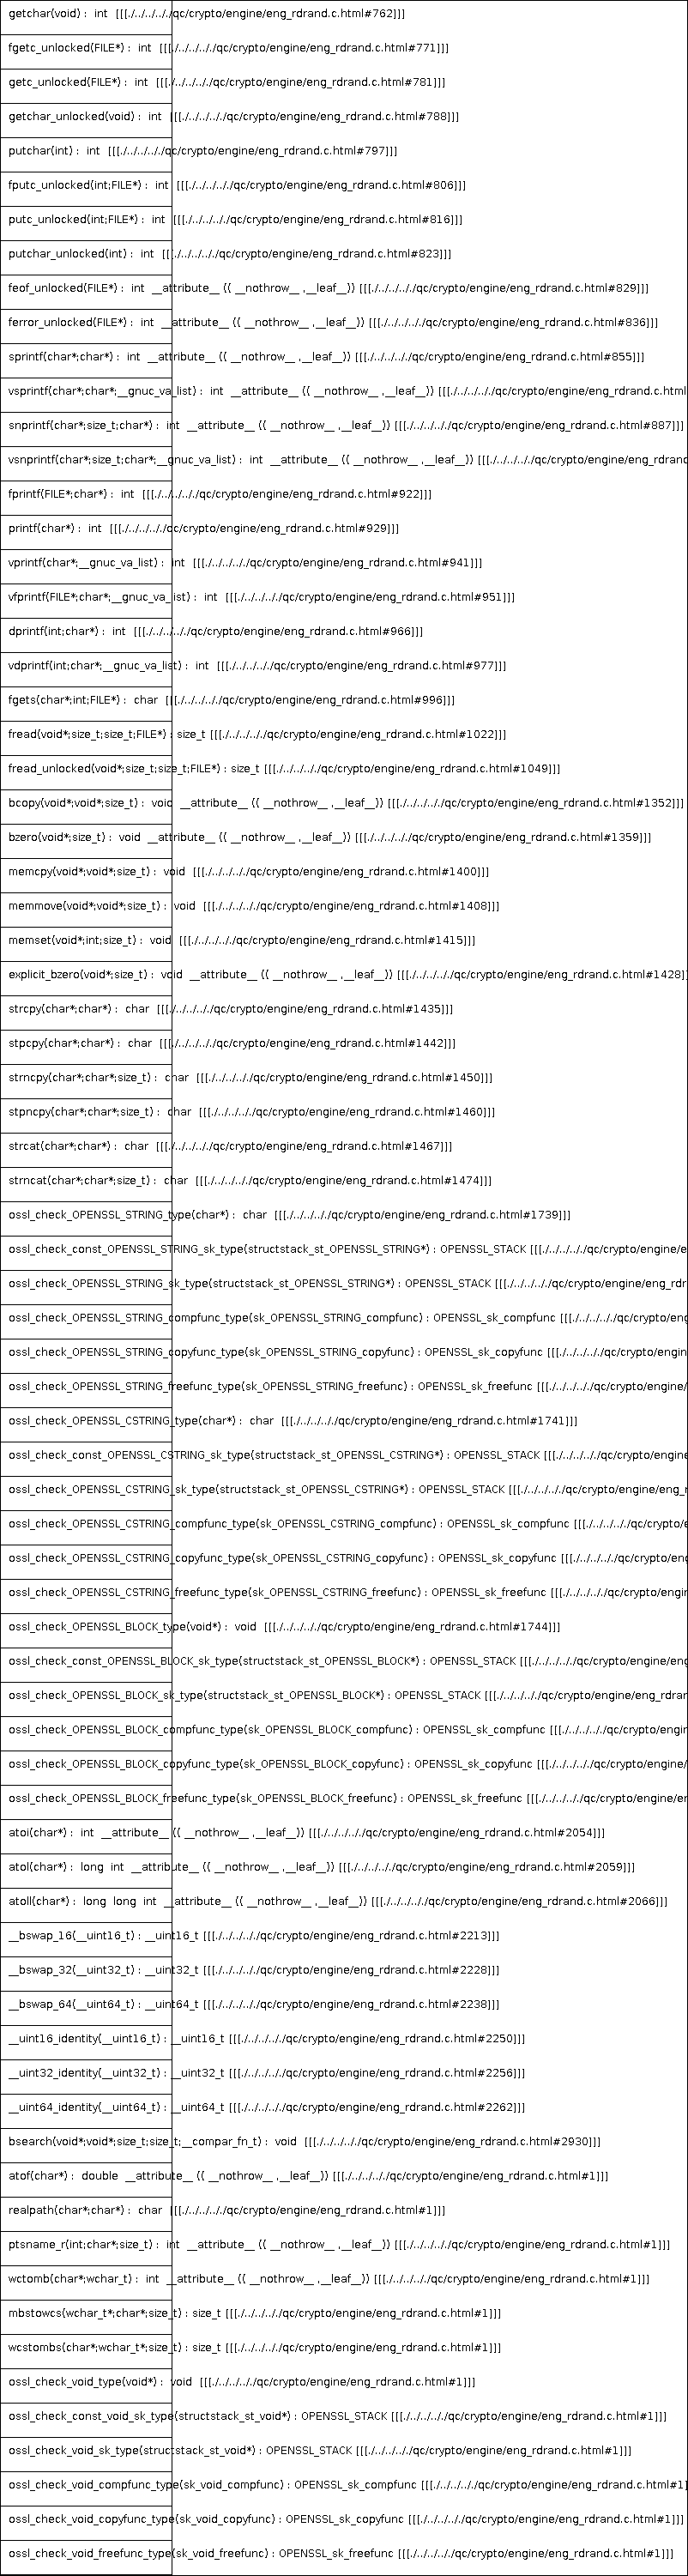 getchar(void) :  int  [[[./../../../qc/crypto/engine/eng_rdrand.c.html#762]]]
fgetc_unlocked(FILE*) :  int  [[[./../../../qc/crypto/engine/eng_rdrand.c.html#771]]]
getc_unlocked(FILE*) :  int  [[[./../../../qc/crypto/engine/eng_rdrand.c.html#781]]]
getchar_unlocked(void) :  int  [[[./../../../qc/crypto/engine/eng_rdrand.c.html#788]]]
putchar(int) :  int  [[[./../../../qc/crypto/engine/eng_rdrand.c.html#797]]]
fputc_unlocked(int;FILE*) :  int  [[[./../../../qc/crypto/engine/eng_rdrand.c.html#806]]]
putc_unlocked(int;FILE*) :  int  [[[./../../../qc/crypto/engine/eng_rdrand.c.html#816]]]
putchar_unlocked(int) :  int  [[[./../../../qc/crypto/engine/eng_rdrand.c.html#823]]]
feof_unlocked(FILE*) :  int  __attribute__ (( __nothrow__ ,__leaf__)) [[[./../../../qc/crypto/engine/eng_rdrand.c.html#829]]]
ferror_unlocked(FILE*) :  int  __attribute__ (( __nothrow__ ,__leaf__)) [[[./../../../qc/crypto/engine/eng_rdrand.c.html#836]]]
sprintf(char*;char*) :  int  __attribute__ (( __nothrow__ ,__leaf__)) [[[./../../../qc/crypto/engine/eng_rdrand.c.html#855]]]
vsprintf(char*;char*;__gnuc_va_list) :  int  __attribute__ (( __nothrow__ ,__leaf__)) [[[./../../../qc/crypto/engine/eng_rdrand.c.html
snprintf(char*;size_t;char*) :  int  __attribute__ (( __nothrow__ ,__leaf__)) [[[./../../../qc/crypto/engine/eng_rdrand.c.html#887]]]
vsnprintf(char*;size_t;char*;__gnuc_va_list) :  int  __attribute__ (( __nothrow__ ,__leaf__)) [[[./../../../qc/crypto/engine/eng_rdrand
fprintf(FILE*;char*) :  int  [[[./../../../qc/crypto/engine/eng_rdrand.c.html#922]]]
printf(char*) :  int  [[[./../../../qc/crypto/engine/eng_rdrand.c.html#929]]]
vprintf(char*;__gnuc_va_list) :  int  [[[./../../../qc/crypto/engine/eng_rdrand.c.html#941]]]
vfprintf(FILE*;char*;__gnuc_va_list) :  int  [[[./../../../qc/crypto/engine/eng_rdrand.c.html#951]]]
dprintf(int;char*) :  int  [[[./../../../qc/crypto/engine/eng_rdrand.c.html#966]]]
vdprintf(int;char*;__gnuc_va_list) :  int  [[[./../../../qc/crypto/engine/eng_rdrand.c.html#977]]]
fgets(char*;int;FILE*) :  char  [[[./../../../qc/crypto/engine/eng_rdrand.c.html#996]]]
fread(void*;size_t;size_t;FILE*) : size_t [[[./../../../qc/crypto/engine/eng_rdrand.c.html#1022]]]
fread_unlocked(void*;size_t;size_t;FILE*) : size_t [[[./../../../qc/crypto/engine/eng_rdrand.c.html#1049]]]
bcopy(void*;void*;size_t) :  void  __attribute__ (( __nothrow__ ,__leaf__)) [[[./../../../qc/crypto/engine/eng_rdrand.c.html#1352]]]
bzero(void*;size_t) :  void  __attribute__ (( __nothrow__ ,__leaf__)) [[[./../../../qc/crypto/engine/eng_rdrand.c.html#1359]]]
memcpy(void*;void*;size_t) :  void  [[[./../../../qc/crypto/engine/eng_rdrand.c.html#1400]]]
memmove(void*;void*;size_t) :  void  [[[./../../../qc/crypto/engine/eng_rdrand.c.html#1408]]]
memset(void*;int;size_t) :  void  [[[./../../../qc/crypto/engine/eng_rdrand.c.html#1415]]]
explicit_bzero(void*;size_t) :  void  __attribute__ (( __nothrow__ ,__leaf__)) [[[./../../../qc/crypto/engine/eng_rdrand.c.html#1428]]
strcpy(char*;char*) :  char  [[[./../../../qc/crypto/engine/eng_rdrand.c.html#1435]]]
stpcpy(char*;char*) :  char  [[[./../../../qc/crypto/engine/eng_rdrand.c.html#1442]]]
strncpy(char*;char*;size_t) :  char  [[[./../../../qc/crypto/engine/eng_rdrand.c.html#1450]]]
stpncpy(char*;char*;size_t) :  char  [[[./../../../qc/crypto/engine/eng_rdrand.c.html#1460]]]
strcat(char*;char*) :  char  [[[./../../../qc/crypto/engine/eng_rdrand.c.html#1467]]]
strncat(char*;char*;size_t) :  char  [[[./../../../qc/crypto/engine/eng_rdrand.c.html#1474]]]
ossl_check_OPENSSL_STRING_type(char*) :  char  [[[./../../../qc/crypto/engine/eng_rdrand.c.html#1739]]]
ossl_check_const_OPENSSL_STRING_sk_type(structstack_st_OPENSSL_STRING*) : OPENSSL_STACK [[[./../../../qc/crypto/engine/e
ossl_check_OPENSSL_STRING_sk_type(structstack_st_OPENSSL_STRING*) : OPENSSL_STACK [[[./../../../qc/crypto/engine/eng_rdr
ossl_check_OPENSSL_STRING_compfunc_type(sk_OPENSSL_STRING_compfunc) : OPENSSL_sk_compfunc [[[./../../../qc/crypto/eng
ossl_check_OPENSSL_STRING_copyfunc_type(sk_OPENSSL_STRING_copyfunc) : OPENSSL_sk_copyfunc [[[./../../../qc/crypto/engin
ossl_check_OPENSSL_STRING_freefunc_type(sk_OPENSSL_STRING_freefunc) : OPENSSL_sk_freefunc [[[./../../../qc/crypto/engine/
ossl_check_OPENSSL_CSTRING_type(char*) :  char  [[[./../../../qc/crypto/engine/eng_rdrand.c.html#1741]]]
ossl_check_const_OPENSSL_CSTRING_sk_type(structstack_st_OPENSSL_CSTRING*) : OPENSSL_STACK [[[./../../../qc/crypto/engine
ossl_check_OPENSSL_CSTRING_sk_type(structstack_st_OPENSSL_CSTRING*) : OPENSSL_STACK [[[./../../../qc/crypto/engine/eng_r
ossl_check_OPENSSL_CSTRING_compfunc_type(sk_OPENSSL_CSTRING_compfunc) : OPENSSL_sk_compfunc [[[./../../../qc/crypto/e
ossl_check_OPENSSL_CSTRING_copyfunc_type(sk_OPENSSL_CSTRING_copyfunc) : OPENSSL_sk_copyfunc [[[./../../../qc/crypto/eng
ossl_check_OPENSSL_CSTRING_freefunc_type(sk_OPENSSL_CSTRING_freefunc) : OPENSSL_sk_freefunc [[[./../../../qc/crypto/engin
ossl_check_OPENSSL_BLOCK_type(void*) :  void  [[[./../../../qc/crypto/engine/eng_rdrand.c.html#1744]]]
ossl_check_const_OPENSSL_BLOCK_sk_type(structstack_st_OPENSSL_BLOCK*) : OPENSSL_STACK [[[./../../../qc/crypto/engine/eng
ossl_check_OPENSSL_BLOCK_sk_type(structstack_st_OPENSSL_BLOCK*) : OPENSSL_STACK [[[./../../../qc/crypto/engine/eng_rdran
ossl_check_OPENSSL_BLOCK_compfunc_type(sk_OPENSSL_BLOCK_compfunc) : OPENSSL_sk_compfunc [[[./../../../qc/crypto/engin
ossl_check_OPENSSL_BLOCK_copyfunc_type(sk_OPENSSL_BLOCK_copyfunc) : OPENSSL_sk_copyfunc [[[./../../../qc/crypto/engine/
ossl_check_OPENSSL_BLOCK_freefunc_type(sk_OPENSSL_BLOCK_freefunc) : OPENSSL_sk_freefunc [[[./../../../qc/crypto/engine/en
atoi(char*) :  int  __attribute__ (( __nothrow__ ,__leaf__)) [[[./../../../qc/crypto/engine/eng_rdrand.c.html#2054]]]
atol(char*) :  long  int  __attribute__ (( __nothrow__ ,__leaf__)) [[[./../../../qc/crypto/engine/eng_rdrand.c.html#2059]]]
atoll(char*) :  long  long  int  __attribute__ (( __nothrow__ ,__leaf__)) [[[./../../../qc/crypto/engine/eng_rdrand.c.html#2066]]]
__bswap_16(__uint16_t) : __uint16_t [[[./../../../qc/crypto/engine/eng_rdrand.c.html#2213]]]
__bswap_32(__uint32_t) : __uint32_t [[[./../../../qc/crypto/engine/eng_rdrand.c.html#2228]]]
__bswap_64(__uint64_t) : __uint64_t [[[./../../../qc/crypto/engine/eng_rdrand.c.html#2238]]]
__uint16_identity(__uint16_t) : __uint16_t [[[./../../../qc/crypto/engine/eng_rdrand.c.html#2250]]]
__uint32_identity(__uint32_t) : __uint32_t [[[./../../../qc/crypto/engine/eng_rdrand.c.html#2256]]]
__uint64_identity(__uint64_t) : __uint64_t [[[./../../../qc/crypto/engine/eng_rdrand.c.html#2262]]]
bsearch(void*;void*;size_t;size_t;__compar_fn_t) :  void  [[[./../../../qc/crypto/engine/eng_rdrand.c.html#2930]]]
atof(char*) :  double  __attribute__ (( __nothrow__ ,__leaf__)) [[[./../../../qc/crypto/engine/eng_rdrand.c.html#1]]]
realpath(char*;char*) :  char  [[[./../../../qc/crypto/engine/eng_rdrand.c.html#1]]]
ptsname_r(int;char*;size_t) :  int  __attribute__ (( __nothrow__ ,__leaf__)) [[[./../../../qc/crypto/engine/eng_rdrand.c.html#1]]]
wctomb(char*;wchar_t) :  int  __attribute__ (( __nothrow__ ,__leaf__)) [[[./../../../qc/crypto/engine/eng_rdrand.c.html#1]]]
mbstowcs(wchar_t*;char*;size_t) : size_t [[[./../../../qc/crypto/engine/eng_rdrand.c.html#1]]]
wcstombs(char*;wchar_t*;size_t) : size_t [[[./../../../qc/crypto/engine/eng_rdrand.c.html#1]]]
ossl_check_void_type(void*) :  void  [[[./../../../qc/crypto/engine/eng_rdrand.c.html#1]]]
ossl_check_const_void_sk_type(structstack_st_void*) : OPENSSL_STACK [[[./../../../qc/crypto/engine/eng_rdrand.c.html#1]]]
ossl_check_void_sk_type(structstack_st_void*) : OPENSSL_STACK [[[./../../../qc/crypto/engine/eng_rdrand.c.html#1]]]
ossl_check_void_compfunc_type(sk_void_compfunc) : OPENSSL_sk_compfunc [[[./../../../qc/crypto/engine/eng_rdrand.c.html#1]
ossl_check_void_copyfunc_type(sk_void_copyfunc) : OPENSSL_sk_copyfunc [[[./../../../qc/crypto/engine/eng_rdrand.c.html#1]]]
ossl_check_void_freefunc_type(sk_void_freefunc) : OPENSSL_sk_freefunc [[[./../../../qc/crypto/engine/eng_rdrand.c.html#1]]]